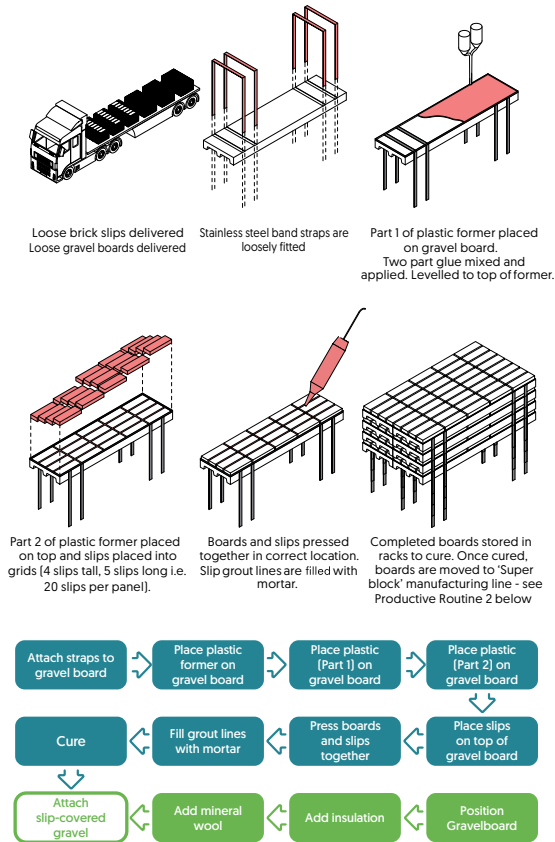 Loose brick slips delivered
Loose gravel boards delivered
Stainless steel band straps are
loosely fitted
Part 1 of plastic former placed
on gravel board.
Two part glue mixed and
applied. Levelled to top of former.
Part 2 of plastic former placed
on top and slips placed into
grids (4 slips tall, 5 slips long i.e.
20 slips per panel).
Boards and slips pressed
together in correct location.
Slip grout lines are filled with
mortar.
Completed boards stored in
racks to cure. Once cured,
boards are moved to ‘Super
block’ manufacturing line - see
Productive Routine 2 below
Attach straps to
gravel board
Place plastic
former on
gravel board
Place plastic
(Part 1) on
gravel board
Place plastic
(Part 2) on
gravel board
Cure
Fill grout lines
with mortar
Press boards
and slips
together
Place slips
on top of
gravel board
Attach
slip-covered
gravel
Add mineral
wool
Add insulation
Position
Gravelboard